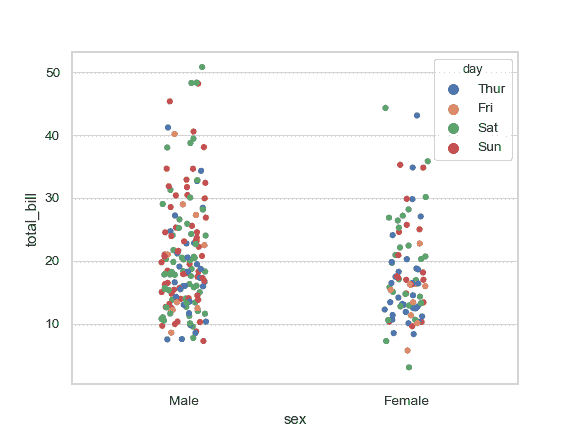 day
Thur
Fri
Sat
Sun
50
40
30
20
10
total_bill
Male
Female
sex